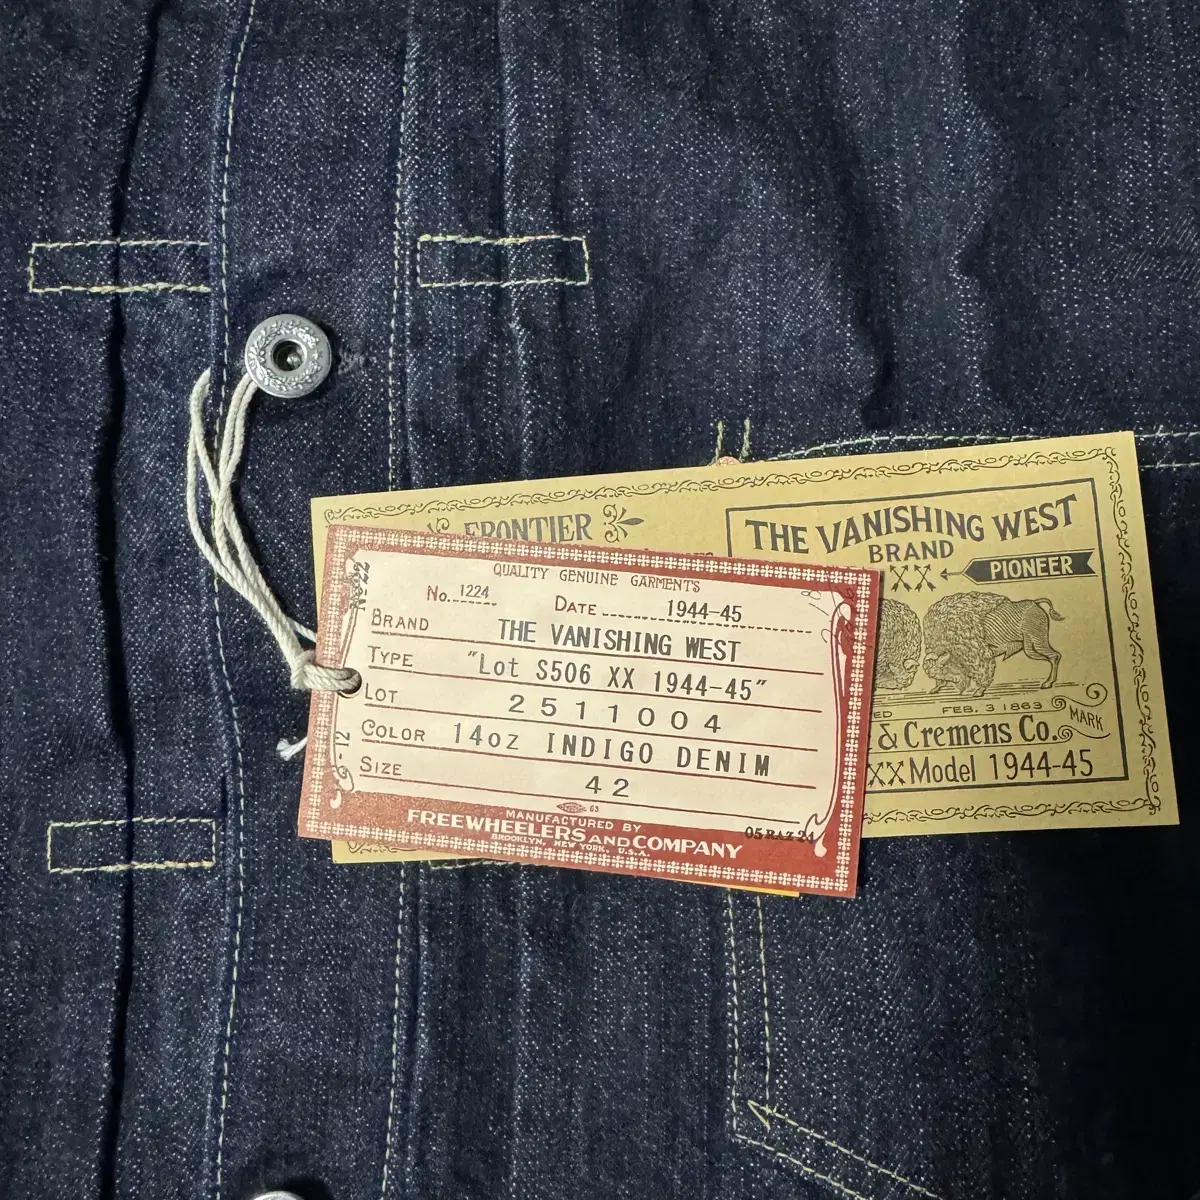 FRONTIER
THE VANISHING WEST
BRAND
XX
PIONEER
FEB. 3 1863
MARK
& Cremens Co.
XX Model 1944-45
QUALITY GENUINE GARMENTS
No. 1224
DATE 1944-45
BRAND THE VANISHING WEST
TYPE "Lot S506 XX 1944-45"
LOT 2511004
COLOR 14oz INDIGO DENIM
SIZE 42
No 22
MANUFACTURED BY
FREEWHEELERS AND COMPANY
BROOKLYN, NEW YORK, U.S.A.